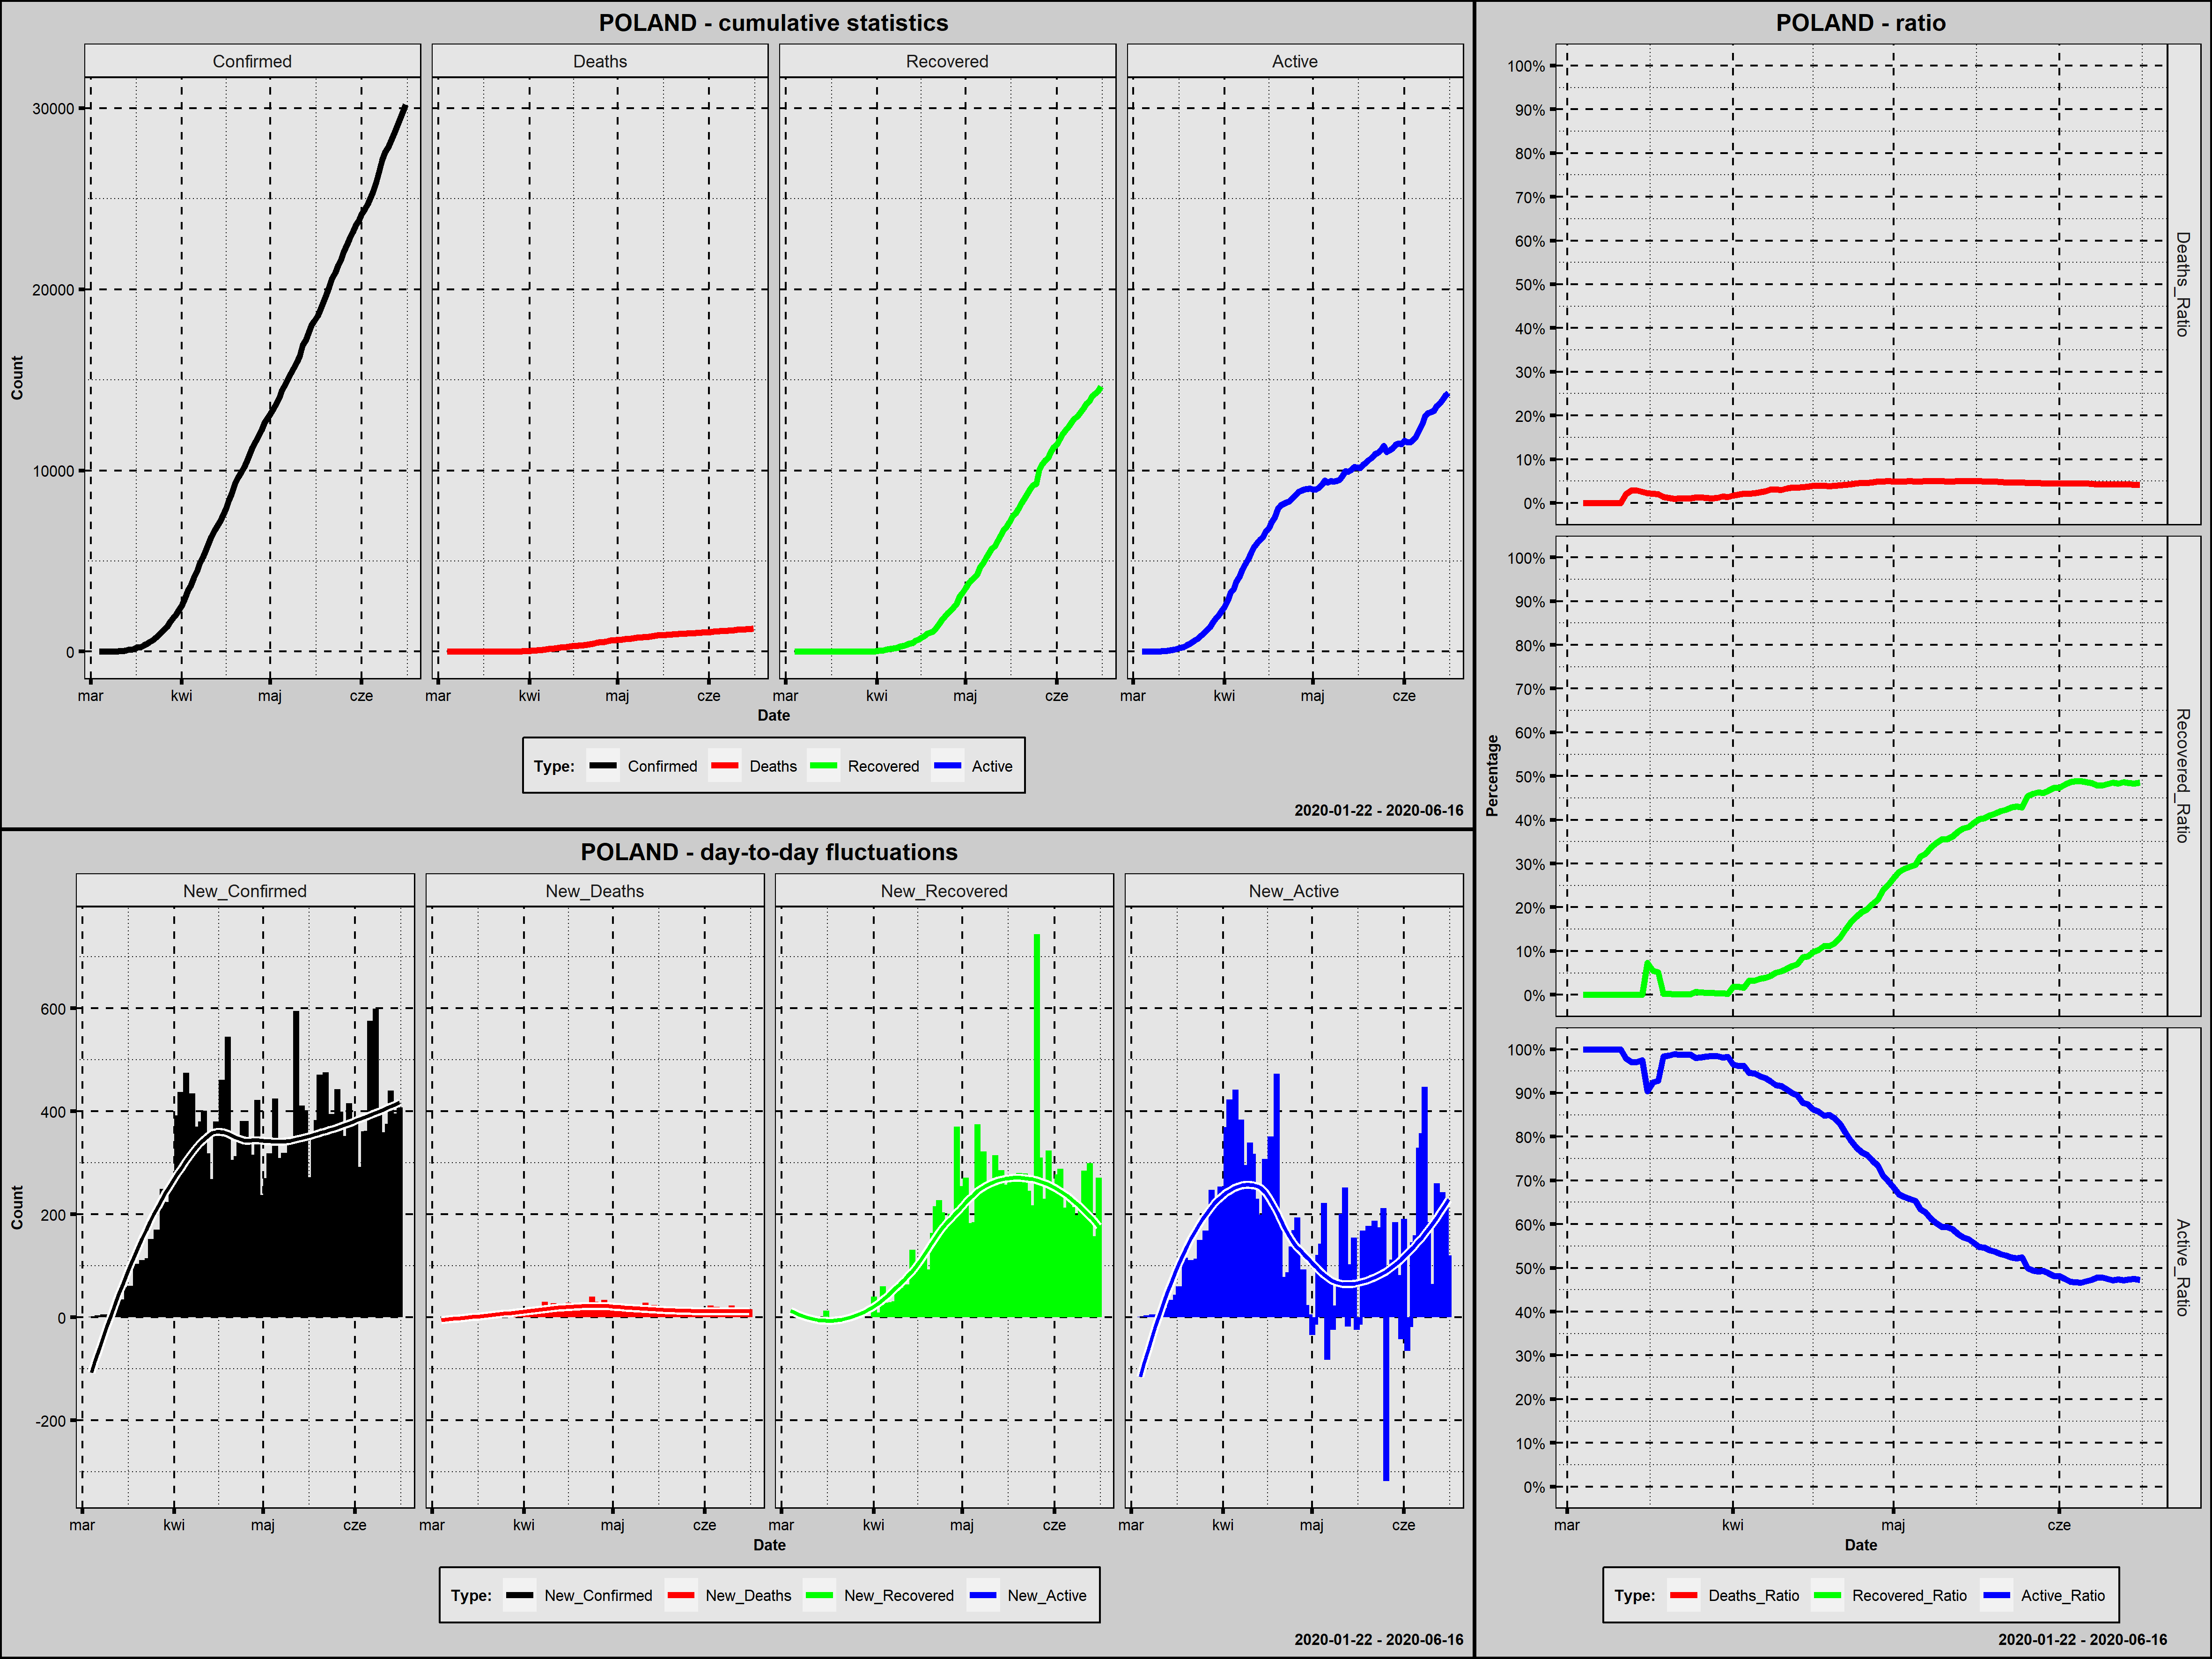 POLAND - cumulative statistics
Confirmed Deaths Recovered Active
Count
30000
20000
10000
0
mar kwi maj cze mar kwi maj cze mar kwi maj cze mar kwi maj cze
Date
Type: Confirmed Deaths Recovered Active
2020-01-22 - 2020-06-16
POLAND - day-to-day fluctuations
New_Confirmed New_Deaths New_Recovered New_Active
Count
600
400
200
0
-200
mar kwi maj cze mar kwi maj cze mar kwi maj cze mar kwi maj cze
Date
Type: New_Confirmed New_Deaths New_Recovered New_Active
2020-01-22 - 2020-06-16
POLAND - ratio
Percentage
100%
90%
80%
70%
60%
50%
40%
30%
20%
10%
0%
Deaths_Ratio
100%
90%
80%
70%
60%
50%
40%
30%
20%
10%
0%
Recovered_Ratio
100%
90%
80%
70%
60%
50%
40%
30%
20%
10%
0%
Active_Ratio
mar kwi maj cze
Date
Type: Deaths_Ratio Recovered_Ratio Active_Ratio
2020-01-22 - 2020-06-16